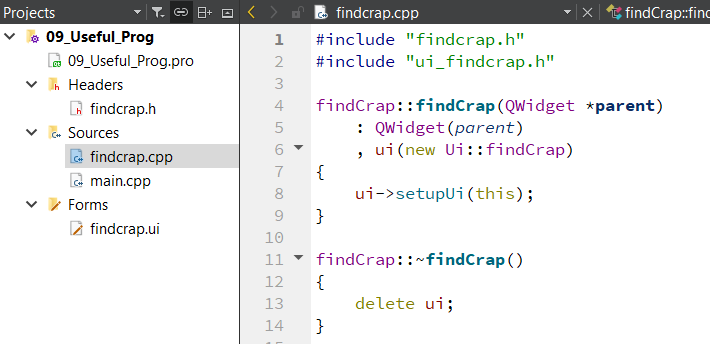 Projects
09_Useful_Prog
09_Useful_Prog.pro
Headers
findcrap.h
Sources
findcrap.cpp
main.cpp
Forms
findcrap.ui
findcrap.cpp
findCrap::fin
1 #include "findcrap.h"
2 #include "ui_findcrap.h"
3
4 findCrap::findCrap(QWidget *parent)
5     : QWidget(parent)
6     , ui(new Ui::findCrap)
7 {
8     ui->setupUi(this);
9 }
10
11 findCrap::~findCrap()
12 {
13     delete ui;
14 }